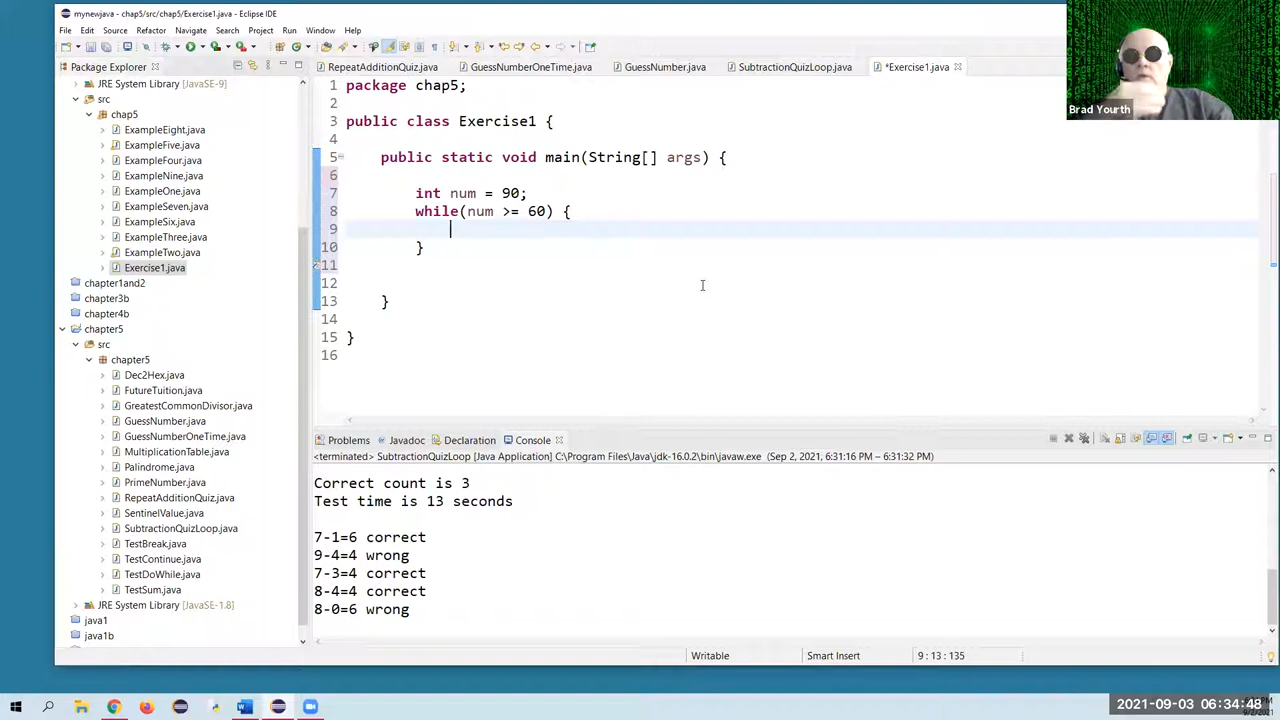 mynewjava - chap5/src/chap5/Exercise1.java - Eclipse IDE
File Edit Source Refactor Navigate Search Project Run Window Help
Package Explorer
JRE System Library [JavaSE-9]
src
chap5
ExampleEight.java
ExampleFive.java
ExampleFour.java
ExampleNine.java
ExampleOne.java
ExampleSeven.java
ExampleSix.java
ExampleThree.java
ExampleTwo.java
Exercise1.java
chapter1and2
chapter3b
chapter4b
chapter5
src
chapter5
Dec2Hex.java
FutureTuition.java
GreatestCommonDivisor.java
GuessNumber.java
GuessNumberOneTime.java
MultiplicationTable.java
Palindrome.java
PrimeNumber.java
RepeatAdditionQuiz.java
SentinelValue.java
SubtractionQuizLoop.java
TestBreak.java
TestContinue.java
TestDoWhile.java
TestSum.java
JRE System Library [JavaSE-1.8]
java1
java1b
RepeatAdditionQuiz.java GuessNumberOneTime.java GuessNumber.java SubtractionQuizLoop.java *Exercise1.java
1 package chap5;
2
3 public class Exercise1 {
4
5 public static void main(String[] args) {
6
7 int num = 90;
8 while(num >= 60) {
9
10 }
11
12
13 }
14
15 }
16
Problems Javadoc Declaration Console
<terminated> SubtractionQuizLoop [Java Application] C:\Program Files\Java\jdk-16.0.2\bin\javaw.exe (Sep 2, 2021, 6:31:16 PM – 6:31:32 PM)
Correct count is 3
Test time is 13 seconds
7-1=6 correct
9-4=4 wrong
7-3=4 correct
8-4=4 correct
8-0=6 wrong
Writable Smart Insert 9 : 13 : 135
Brad Yourth
2021-09-03 06:34:48